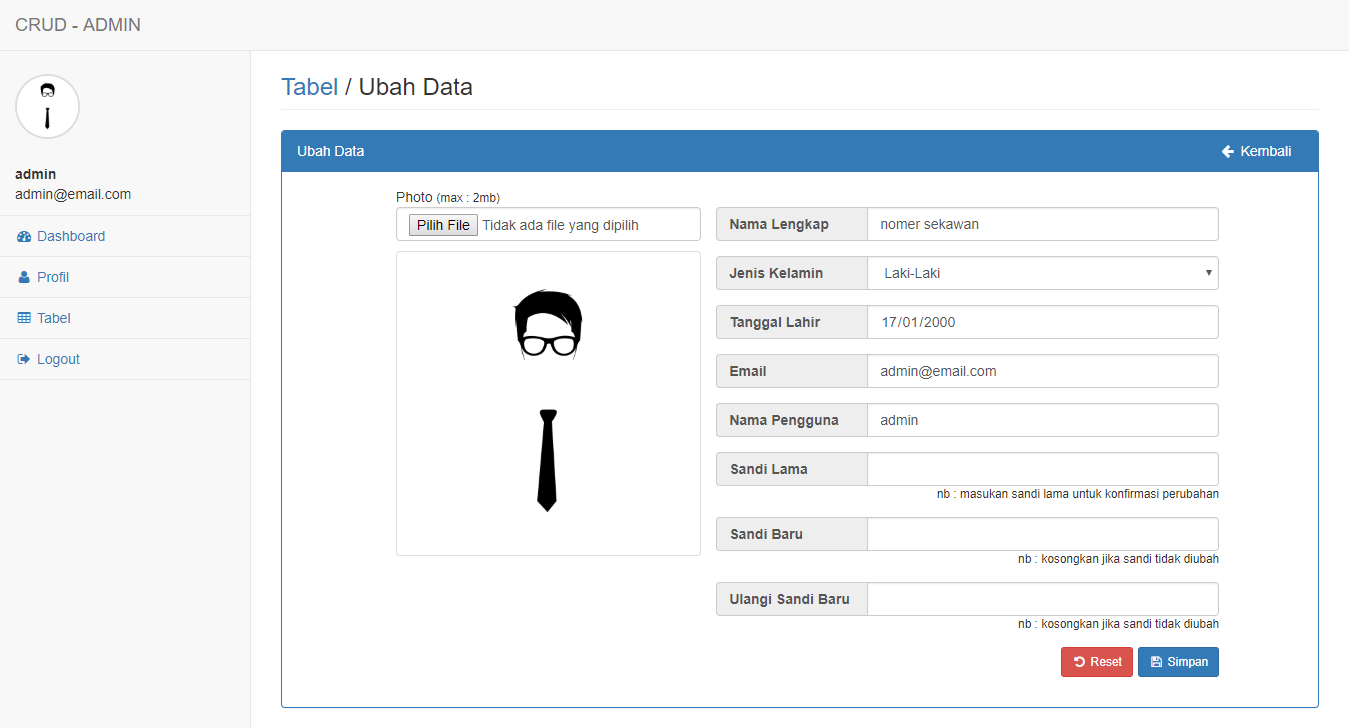 CRUD - ADMIN
admin
admin@email.com
Dashboard
Profil
Tabel
Logout
Tabel / Ubah Data
Ubah Data
Kembali
Photo (max : 2mb)
Pilih File Tidak ada file yang dipilih
Nama Lengkap nomer sekawan
Jenis Kelamin Laki-Laki
Tanggal Lahir 17/01/2000
Email admin@email.com
Nama Pengguna admin
Sandi Lama
nb : masukan sandi lama untuk konfirmasi perubahan
Sandi Baru
nb : kosongkan jika sandi tidak diubah
Ulangi Sandi Baru
nb : kosongkan jika sandi tidak diubah
Reset Simpan